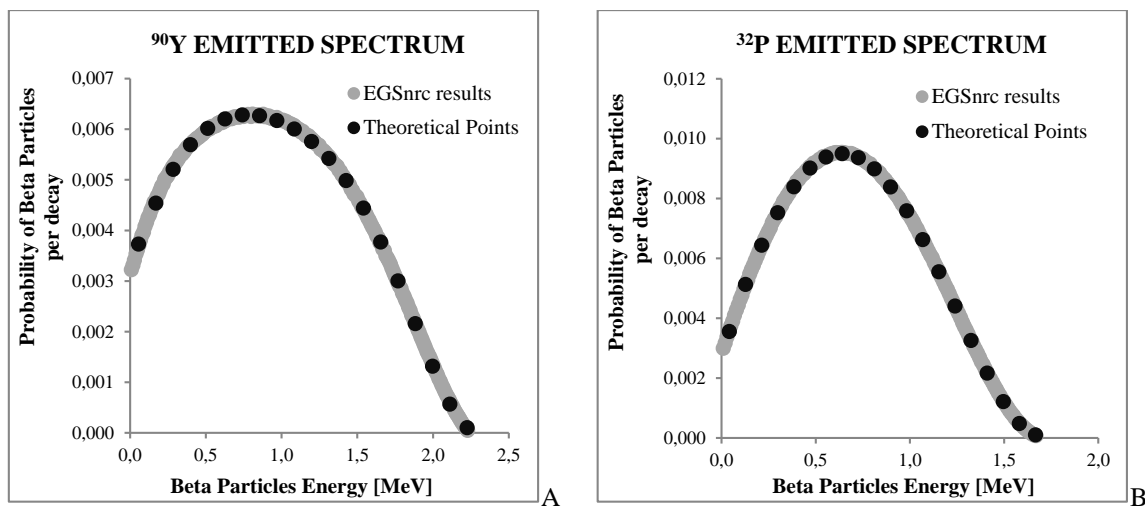 ⁹⁰Y EMITTED SPECTRUM
EGSnrc results
Theoretical Points
Probability of Beta Particles
per decay
0,007
0,006
0,005
0,004
0,003
0,002
0,001
0,000
0,0 0,5 1,0 1,5 2,0 2,5
Beta Particles Energy [MeV]
A
³²P EMITTED SPECTRUM
EGSnrc results
Theoretical Points
Probability of Beta Particles
per decay
0,012
0,010
0,008
0,006
0,004
0,002
0,000
0,0 0,5 1,0 1,5 2,0
Beta Particles Energy [MeV]
B